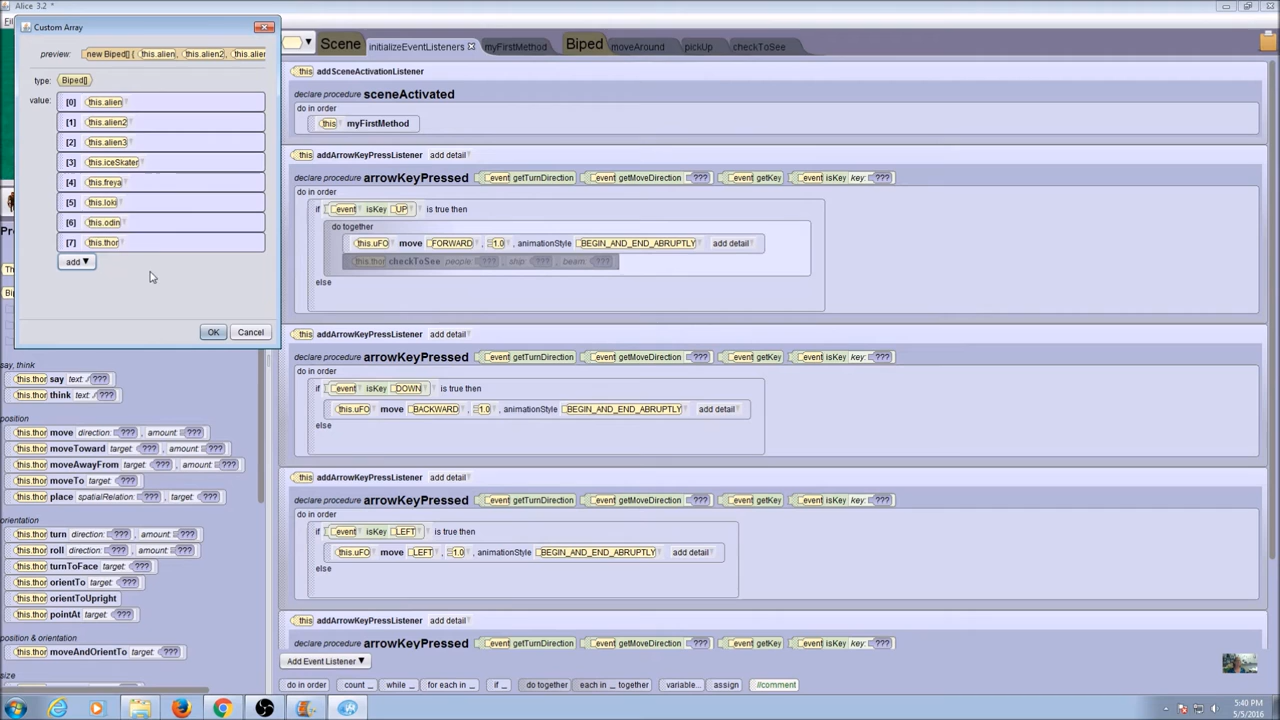 Alice 3.2 *
Fi
Custom Array
preview: new Biped[] { this.alien , this.alien2 , this.alien
type: Biped[]
value: [0] this.alien
[1] this.alien2
[2] this.alien3
[3] this.iceSkater
[4] this.freya
[5] this.loki
[6] this.odin
[7] this.thor
add
OK Cancel
say, think
this.thor say text: ???
this.thor think text: ???
position
this.thor move direction: ??? , amount: ???
this.thor moveToward target: ??? , amount: ???
this.thor moveAwayFrom target: ??? , amount: ???
this.thor moveTo target: ???
this.thor place spatialRelation: ??? , target: ???
orientation
this.thor turn direction: ??? , amount: ???
this.thor roll direction: ??? , amount: ???
this.thor turnToFace target: ???
this.thor orientTo target: ???
this.thor orientToUpright
this.thor pointAt target: ???
position & orientation
this.thor moveAndOrientTo target: ???
size
Scene initializeEventListeners myFirstMethod Biped moveAround pickUp checkToSee
this addSceneActivationListener
declare procedure sceneActivated
do in order
this myFirstMethod
this addArrowKeyPressListener add detail
declare procedure arrowKeyPressed event getTurnDirection event getMoveDirection ??? event getKey event isKey key: ???
do in order
if event isKey UP is true then
do together
this.uFO move FORWARD , 1.0 , animationStyle BEGIN_AND_END_ABRUPTLY add detail
this.thor checkToSee people: ??? , ship: ??? , beam: ???
else
this addArrowKeyPressListener add detail
declare procedure arrowKeyPressed event getTurnDirection event getMoveDirection ??? event getKey event isKey key: ???
do in order
if event isKey DOWN is true then
this.uFO move BACKWARD , 1.0 , animationStyle BEGIN_AND_END_ABRUPTLY add detail
else
this addArrowKeyPressListener add detail
declare procedure arrowKeyPressed event getTurnDirection event getMoveDirection ??? event getKey event isKey key: ???
do in order
if event isKey LEFT is true then
this.uFO move LEFT , 1.0 , animationStyle BEGIN_AND_END_ABRUPTLY add detail
else
this addArrowKeyPressListener add detail
declare procedure arrowKeyPressed event getTurnDirection event getMoveDirection ??? event getKey event isKey key: ???
Add Event Listener
do in order count _ while _ for each in _ if _ do together each in _ together variable... assign //comment
5:40 PM
5/5/2016